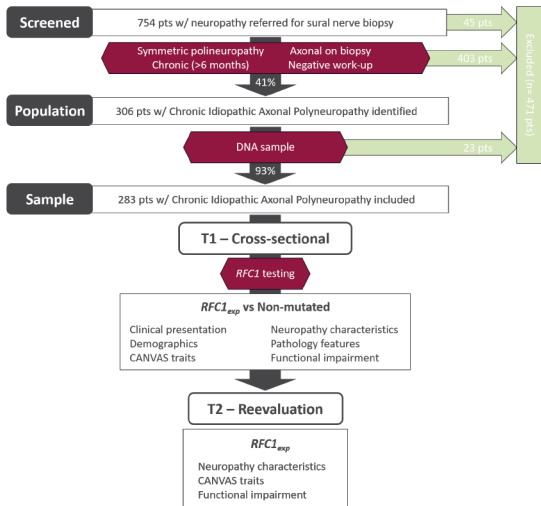 Screened
754 pts w/ neuropathy referred for sural nerve biopsy
45 pts
Symmetric polineuropathy
Chronic (>6 months)
Axonal on biopsy
Negative work-up
403 pts
41%
Excluded (n= 471 pts)
Population
306 pts w/ Chronic Idiopathic Axonal Polyneuropathy identified
DNA sample
23 pts
93%
Sample
283 pts w/ Chronic Idiopathic Axonal Polyneuropathy included
T1 – Cross-sectional
RFC1 testing
RFC1exp vs Non-mutated
Clinical presentation
Demographics
CANVAS traits
Neuropathy characteristics
Pathology features
Functional impairment
T2 – Reevaluation
RFC1exp
Neuropathy characteristics
CANVAS traits
Functional impairment